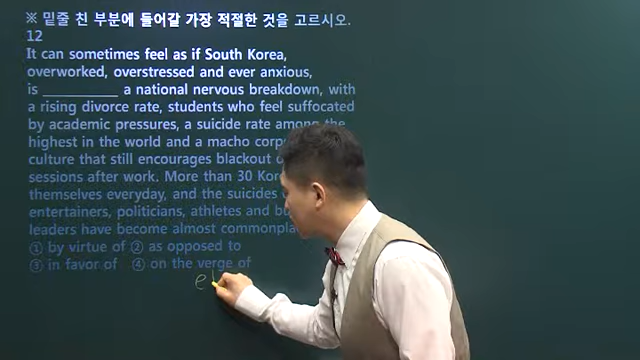 ※ 밑줄 친 부분에 들어갈 가장 적절한 것을 고르시오.
12
It can sometimes feel as if South Korea,
overworked, overstressed and ever anxious,
is ___________ a national nervous breakdown, with
a rising divorce rate, students who feel suffocated
by academic pressures, a suicide rate among the
highest in the world and a macho
culture that still encourages blackout
sessions after work. More than 30
themselves everyday, and the suicides
entertainers, politicians, athletes and
leaders have become almost
① by virtue of ② as opposed to
③ in favor of ④ on the verge of